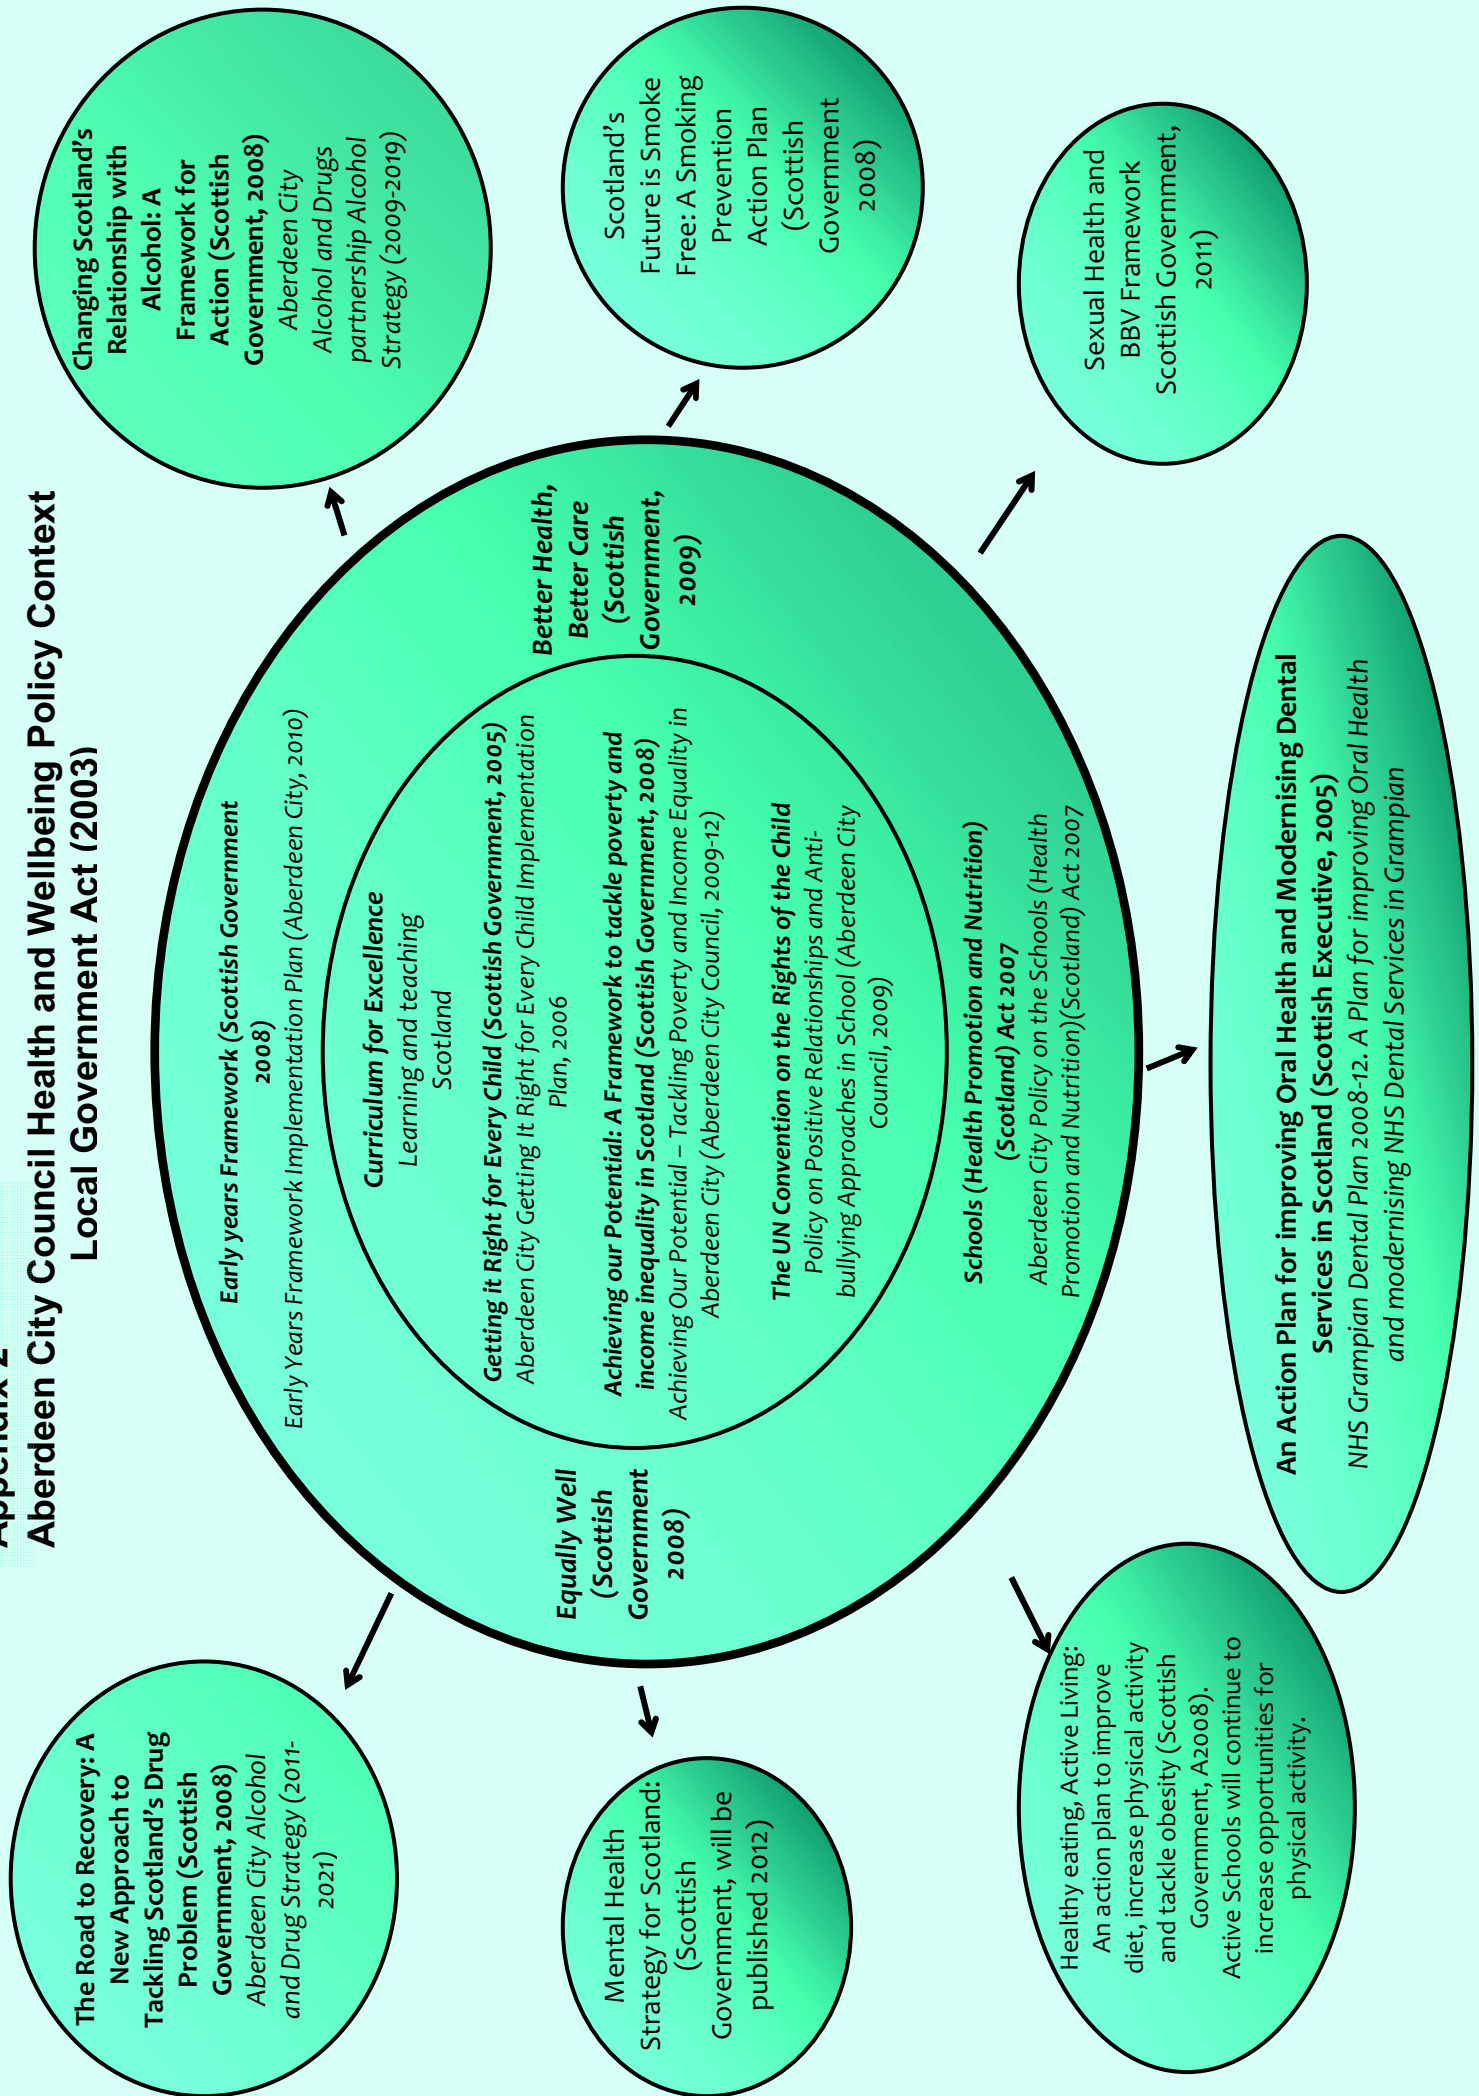 Appendix 2
Aberdeen City Council Health and Wellbeing Policy Context
Local Government Act (2003)
The Road to Recovery: A
New Approach to
Tackling Scotland's Drug
Problem (Scottish
Government, 2008)
Aberdeen City Alcohol
and Drug Strategy (2011-
2021)
Changing Scotland's
Relationship with
Alcohol: A
Framework for
Action (Scottish
Government, 2008)
Aberdeen City
Alcohol and Drugs
partnership Alcohol
Strategy (2009-2019)
Early years Framework (Scottish Government
2008)
Early Years Framework Implementation Plan (Aberdeen City, 2010)
Curriculum for Excellence
Learning and teaching
Scotland
Getting it Right for Every Child (Scottish Government, 2005)
Aberdeen City Getting It Right for Every Child Implementation
Plan, 2006
Achieving our Potential: A Framework to tackle poverty and
income inequality in Scotland (Scottish Government, 2008)
Achieving Our Potential – Tackling Poverty and Income Equality in
Aberdeen City (Aberdeen City Council, 2009-12)
The UN Convention on the Rights of the Child
Policy on Positive Relationships and Anti-
bullying Approaches in School (Aberdeen City
Council, 2009)
Equally Well
(Scottish
Government
2008)
Better Health,
Better Care
(Scottish
Government,
2009)
Schools (Health Promotion and Nutrition)
(Scotland) Act 2007
Aberdeen City Policy on the Schools (Health
Promotion and Nutrition)(Scotland) Act 2007
Mental Health
Strategy for Scotland:
(Scottish
Government, will be
published 2012)
Scotland's
Future is Smoke
Free: A Smoking
Prevention
Action Plan
(Scottish
Government
2008)
Healthy eating, Active Living:
An action plan to improve
diet, increase physical activity
and tackle obesity (Scottish
Government, A2008).
Active Schools will continue to
increase opportunities for
physical activity.
An Action Plan for improving Oral Health and Modernising Dental
Services in Scotland (Scottish Executive, 2005)
NHS Grampian Dental Plan 2008-12. A Plan for improving Oral Health
and modernising NHS Dental Services in Grampian
Sexual Health and
BBV Framework
Scottish Government,
2011)